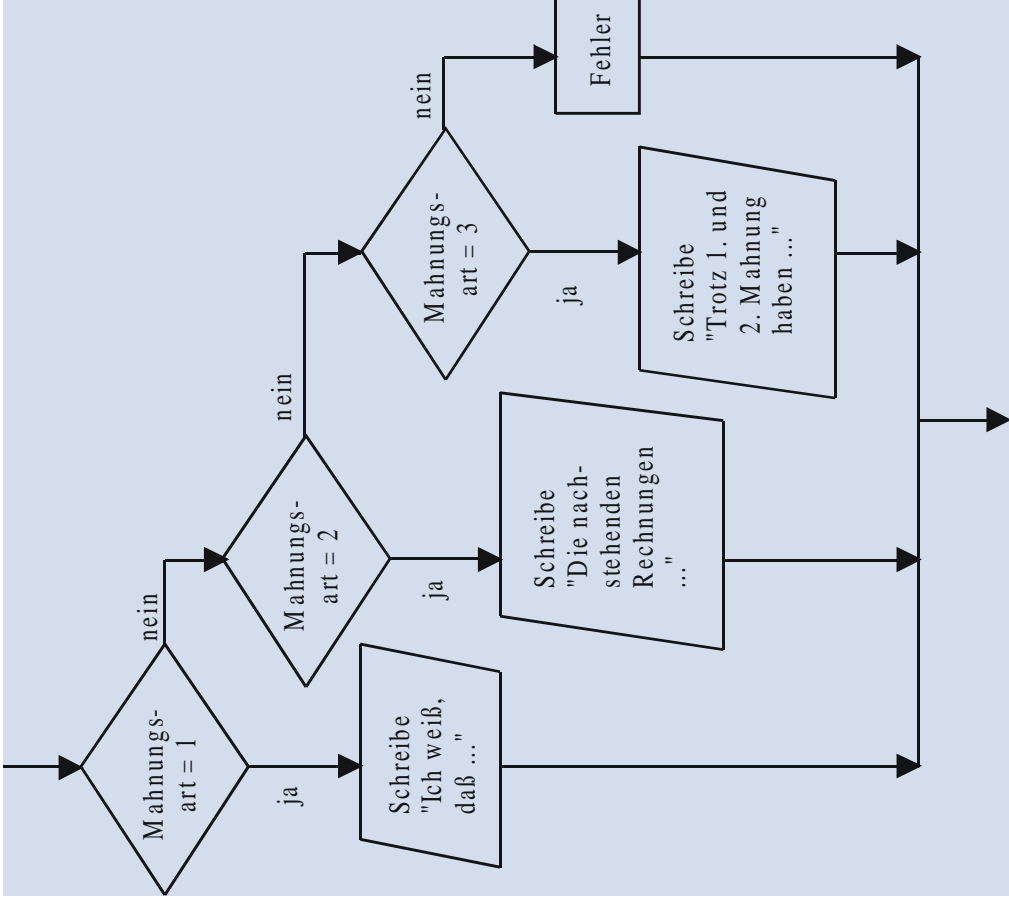 Mahnungs-
art = 1
nein
ja
Schreibe
"Ich weiß,
daß ..."
Mahnungs-
art = 2
nein
ja
Schreibe
"Die nach-
stehenden
Rechnungen
..."
Mahnungs-
art = 3
nein
ja
Schreibe
"Trotz 1. und
2. Mahnung
haben ..."
Fehler